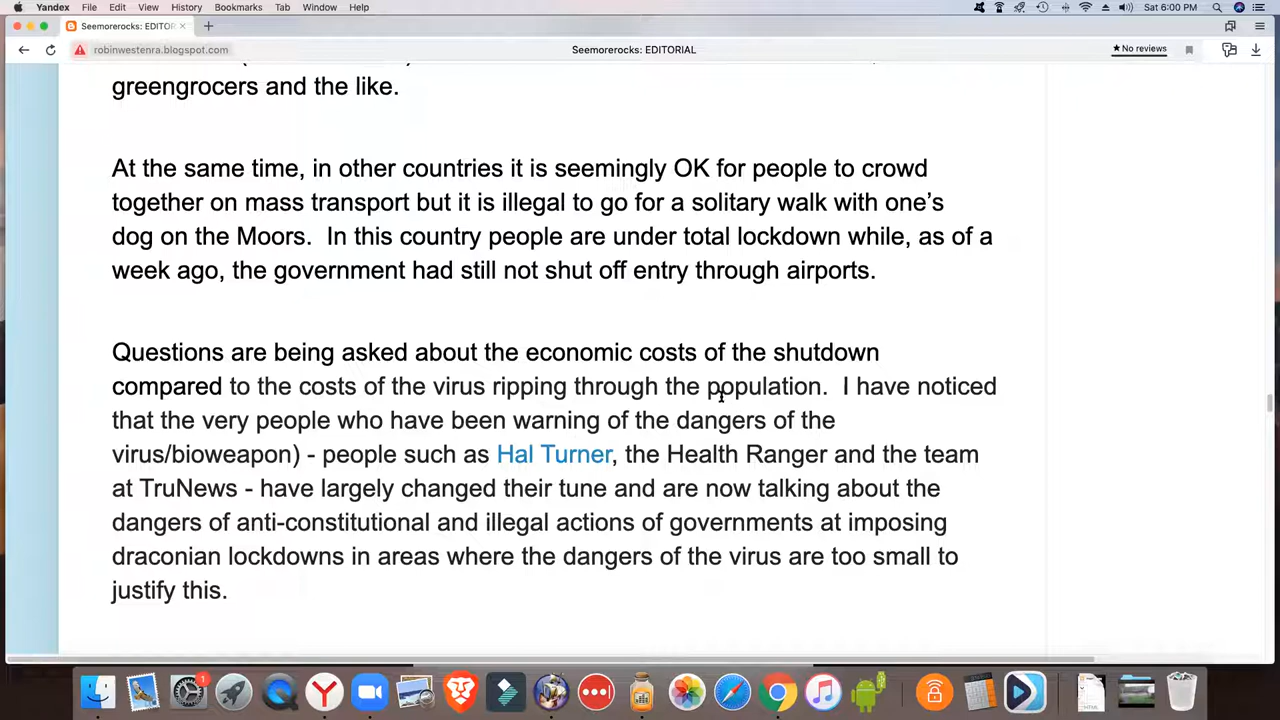 Yandex File Edit View History Bookmarks Tab Window Help Sat 6:00 PM
Seemorerocks: EDITOR
robinwestenra.blogspot.com Seemorerocks: EDITORIAL ★ No reviews
greengrocers and the like.
At the same time, in other countries it is seemingly OK for people to crowd
together on mass transport but it is illegal to go for a solitary walk with one's
dog on the Moors. In this country people are under total lockdown while, as of a
week ago, the government had still not shut off entry through airports.
Questions are being asked about the economic costs of the shutdown
compared to the costs of the virus ripping through the population. I have noticed
that the very people who have been warning of the dangers of the
virus/bioweapon) - people such as Hal Turner, the Health Ranger and the team
at TruNews - have largely changed their tune and are now talking about the
dangers of anti-constitutional and illegal actions of governments at imposing
draconian lockdowns in areas where the dangers of the virus are too small to
justify this.
1